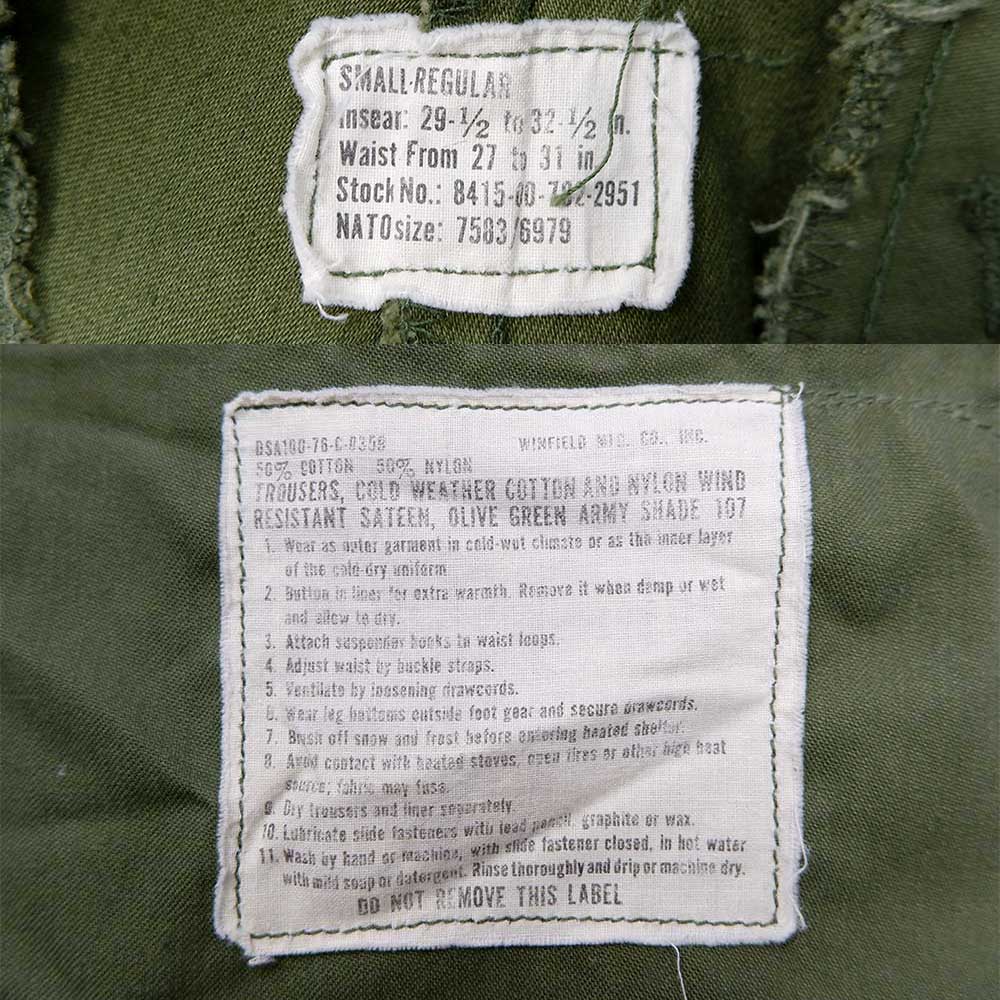 SMALL-REGULAR
Insear: 29-1/2 to 32-1/2 in.
Waist From 27 to 31 in
Stock No.: 8415-00-782-2951
NATO size: 7583/6979
DSA100-76-C-0358 WINFIELD MFG. CO., INC.
50% COTTON 50% NYLON
TROUSERS, COLD WEATHER COTTON AND NYLON WIND
RESISTANT SATEEN, OLIVE GREEN ARMY SHADE 107
1. Wear as outer garment in cold-wet climate or as the inner layer
of the cold-dry uniform
2. Button in liner for extra warmth. Remove it when damp or wet
and allow to dry.
3. Attach suspender hooks to waist loops.
4. Adjust waist by buckle straps.
5. Ventilate by loosening drawcords.
6. Wear leg bottoms outside foot gear and secure drawcords.
7. Brush off snow and frost before entering heated shelter.
8. Avoid contact with heated stoves, open fires or other high heat
source; fabric may fuse.
9. Dry trousers and liner separately
10. Lubricate slide fasteners with lead pencil, graphite or wax.
11. Wash by hand or machine, with slide fastener closed, in hot water
with mild soap or detergent. Rinse thoroughly and drip or machine dry.
DO NOT REMOVE THIS LABEL